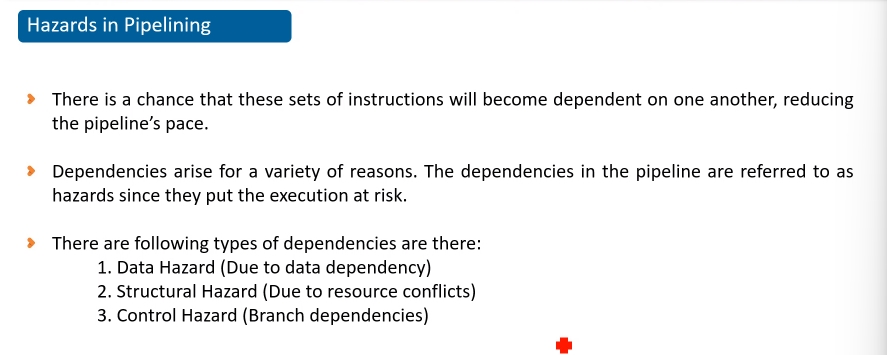 Hazards in Pipelining
There is a chance that these sets of instructions will become dependent on one another, reducing
the pipeline's pace.
Dependencies arise for a variety of reasons. The dependencies in the pipeline are referred to as
hazards since they put the execution at risk.
There are following types of dependencies are there:
1. Data Hazard (Due to data dependency)
2. Structural Hazard (Due to resource conflicts)
3. Control Hazard (Branch dependencies)